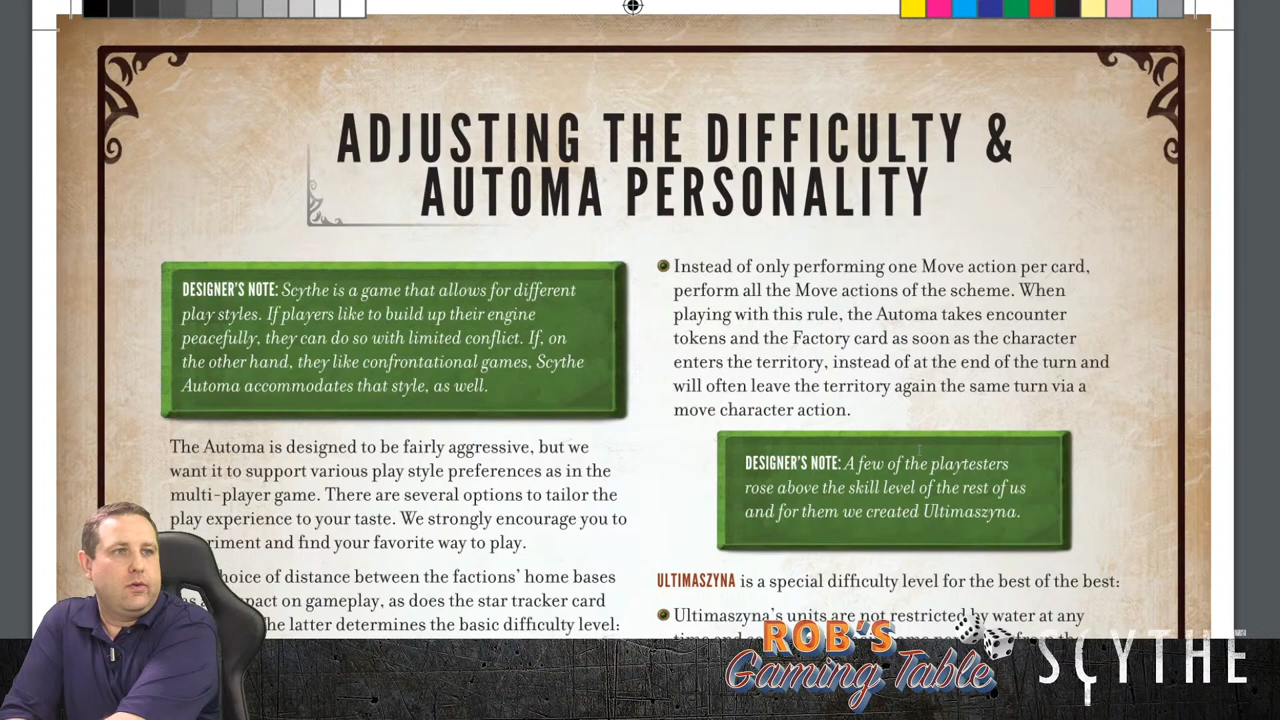 ADJUSTING THE DIFFICULTY &
AUTOMA PERSONALITY
DESIGNER'S NOTE: Scythe is a game that allows for different
play styles. If players like to build up their engine
peacefully, they can do so with limited conflict. If, on
the other hand, they like confrontational games, Scythe
Automa accommodates that style, as well.
The Automa is designed to be fairly aggressive, but we
want it to support various play style preferences as in the
multi-player game. There are several options to tailor the
play experience to your taste. We strongly encourage you to
and find your favorite way to play.
of distance between the factions' home bases
on gameplay, as does the star tracker card
latter determines the basic difficulty level:
Instead of only performing one Move action per card,
perform all the Move actions of the scheme. When
playing with this rule, the Automa takes encounter
tokens and the Factory card as soon as the character
enters the territory, instead of at the end of the turn and
will often leave the territory again the same turn via a
move character action.
DESIGNER'S NOTE: A few of the playtesters
rose above the skill level of the rest of us
and for them we created Ultimaszyna.
ULTIMASZYNA is a special difficulty level for the best of the best:
Ultimaszyna's units are not restricted by water at any
ROB'S
Gaming Table
SCYTHE